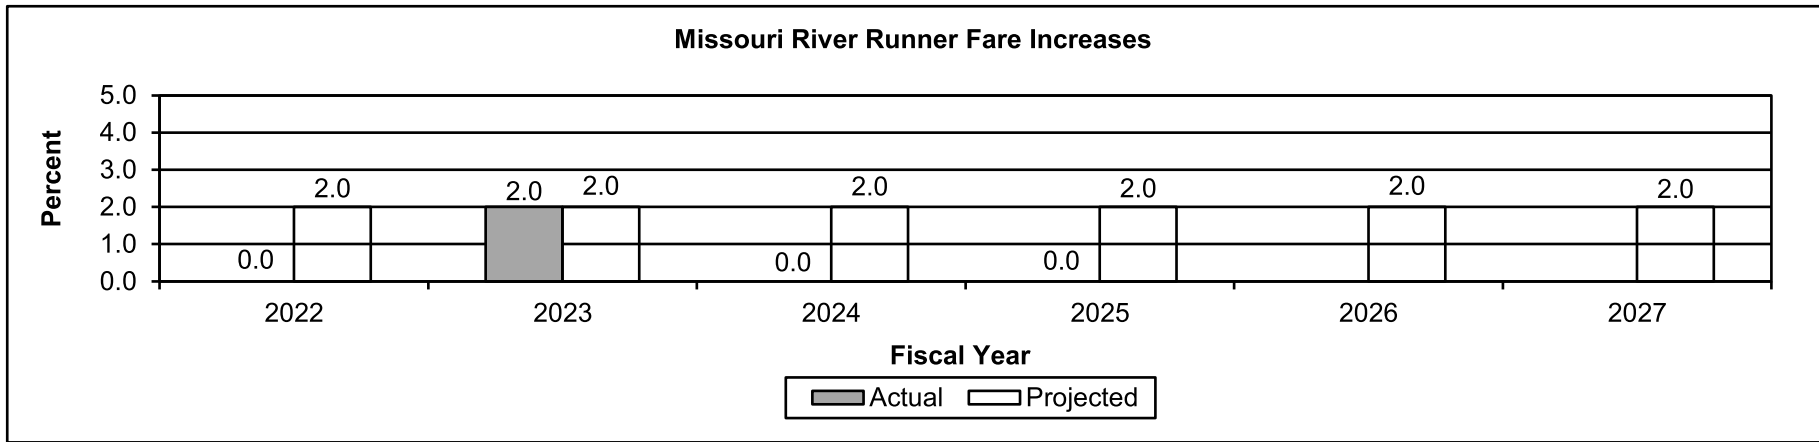 Missouri River Runner Fare Increases
Percent
5.0
4.0
3.0
2.0
1.0
0.0
0.0 2.0 2.0 2.0 0.0 2.0 0.0 2.0 2.0 2.0
2022 2023 2024 2025 2026 2027
Fiscal Year
Actual Projected